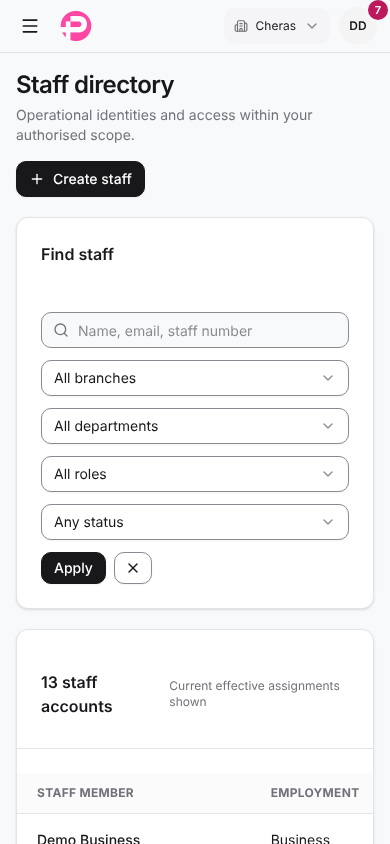 Cheras
DD
7
Staff directory
Operational identities and access within your
authorised scope.
+ Create staff
Find staff
Name, email, staff number
All branches
All departments
All roles
Any status
Apply
13 staff
accounts
Current effective assignments
shown
STAFF MEMBER
EMPLOYMENT
Demo Business
Business